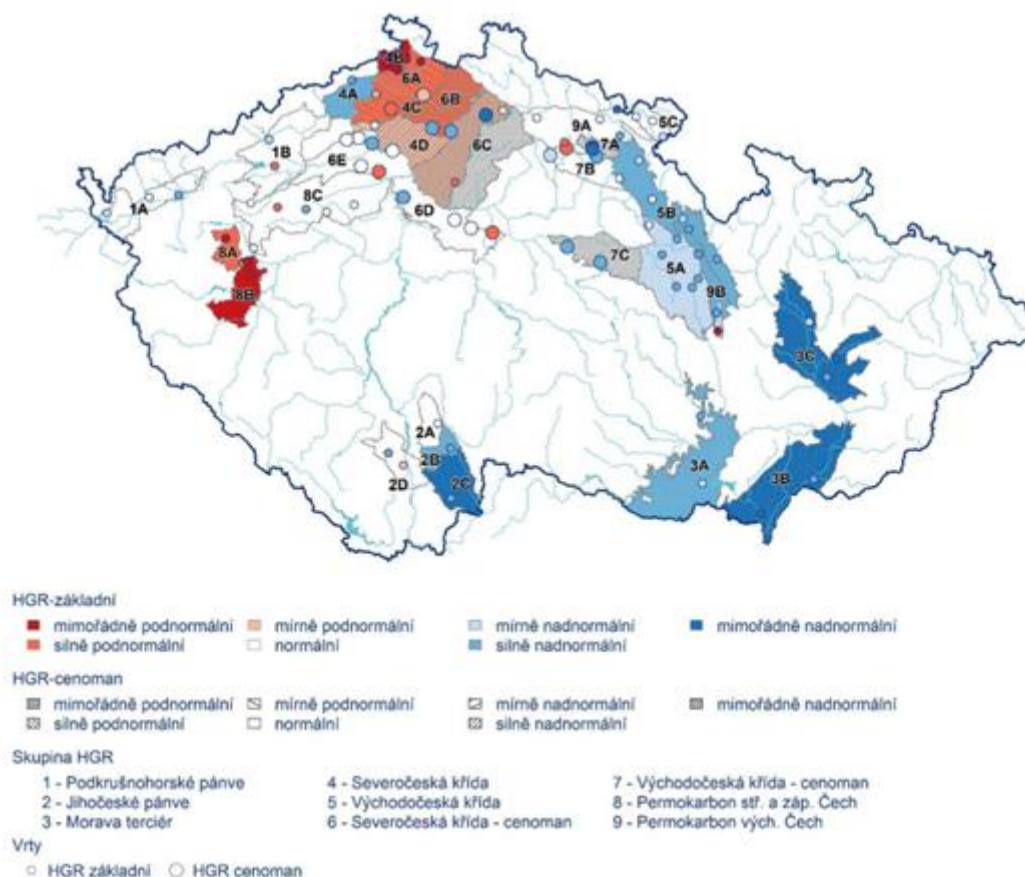 4B
6A
4A
6B
4C
5C
9A
7A
1B
4D
6C
6E
7B
8C
1A
6D
5B
8A
7C
5A
8B
9B
3C
2A
2B
3A
3B
2D
2C
HGR-základní
mimořádně podnormální mírně podnormální mírně nadnormální mimořádně nadnormální
silně podnormální normální silně nadnormální
HGR-cenoman
mimořádně podnormální mírně podnormální mírně nadnormální mimořádně nadnormální
silně podnormální normální silně nadnormální
Skupina HGR
1 - Podkrušnohorské pánve 4 - Severočeská křída 7 - Východočeská křída - cenoman
2 - Jihočeské pánve 5 - Východočeská křída 8 - Permokarbon stř. a záp. Čech
3 - Morava terciér 6 - Severočeská křída - cenoman 9 - Permokarbon vých. Čech
Vrty
HGR základní HGR cenoman